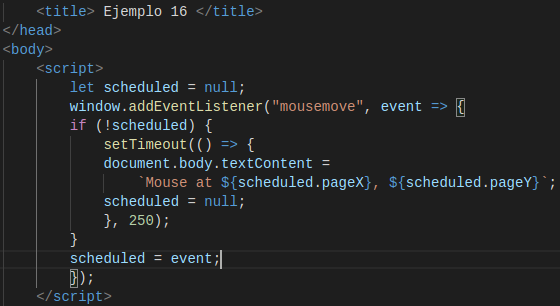 <title> Ejemplo 16 </title>
</head>
<body>
<script>
let scheduled = null;
window.addEventListener("mousemove", event => {
if (!scheduled) {
setTimeout(() => {
document.body.textContent =
`Mouse at ${scheduled.pageX}, ${scheduled.pageY}`;
scheduled = null;
}, 250);
}
scheduled = event;
});
</script>